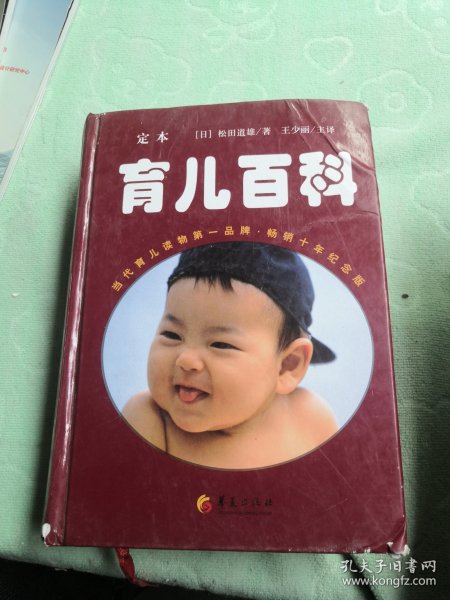 定本 [日] 松田道雄/著 王少丽/主译
育儿百科
当代育儿读物第一品牌·畅销十年纪念版
华夏出版社
孔夫子旧书网
www.kongfz.com